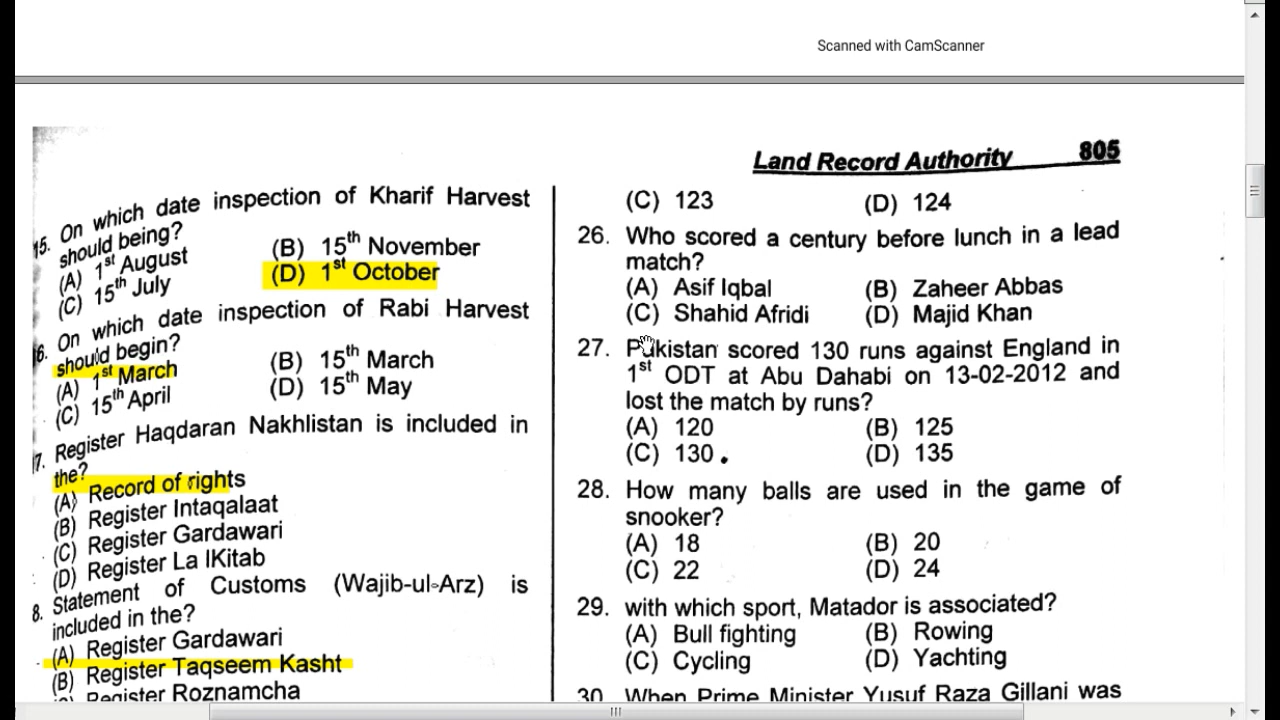 Scanned with CamScanner
Land Record Authority 805
15. On which date inspection of Kharif Harvest
should being?
(A) 1st August (B) 15th November
(C) 15th July (D) 1st October
16. On which date inspection of Rabi Harvest
should begin?
(A) 1st March (B) 15th March
(C) 15th April (D) 15th May
17. Register Haqdaran Nakhlistan is included in
the?
(A) Record of rights
(B) Register Intaqalaat
(C) Register Gardawari
(D) Register La lKitab
8. Statement of Customs (Wajib-ul-Arz) is
included in the?
(A) Register Gardawari
(B) Register Taqseem Kasht
Register Roznamcha
(C) 123 (D) 124
26. Who scored a century before lunch in a lead
match?
(A) Asif Iqbal (B) Zaheer Abbas
(C) Shahid Afridi (D) Majid Khan
27. Pakistan scored 130 runs against England in
1st ODT at Abu Dahabi on 13-02-2012 and
lost the match by runs?
(A) 120 (B) 125
(C) 130. (D) 135
28. How many balls are used in the game of
snooker?
(A) 18 (B) 20
(C) 22 (D) 24
29. with which sport, Matador is associated?
(A) Bull fighting (B) Rowing
(C) Cycling (D) Yachting
30. When Prime Minister Yusuf Raza Gillani was